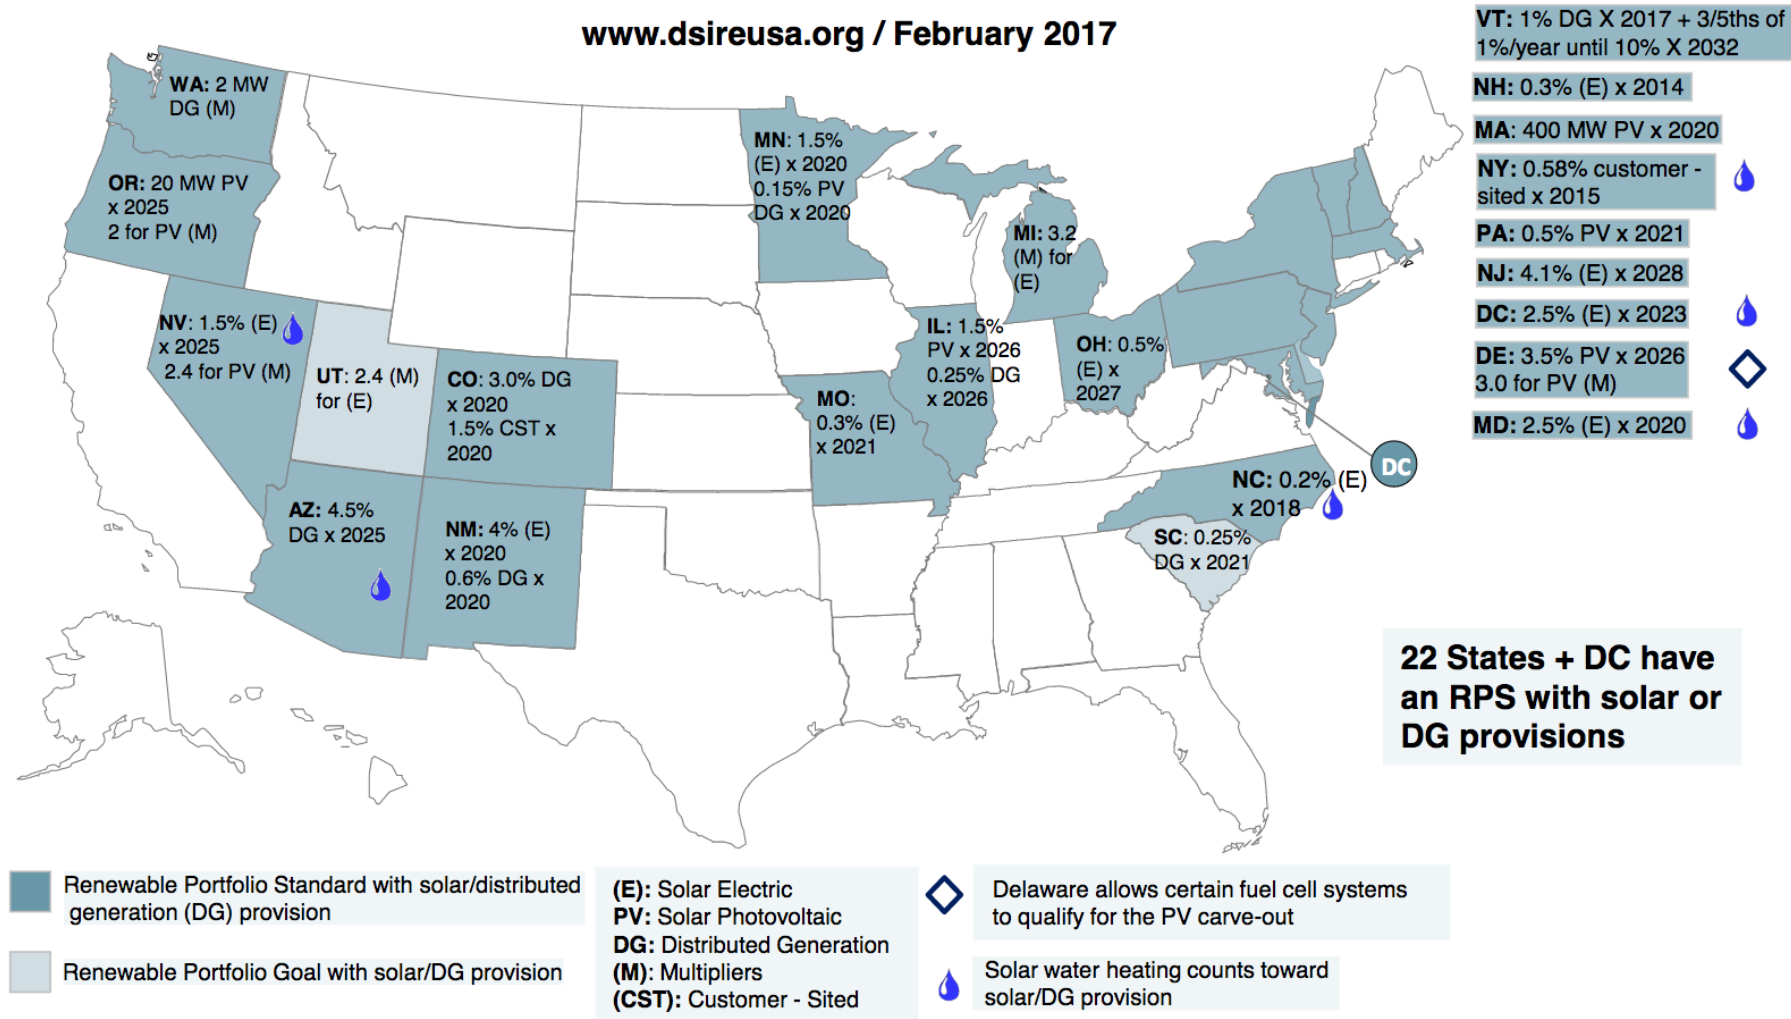 www.dsireusa.org / February 2017
WA: 2 MW
DG (M)
OR: 20 MW PV
x 2025
2 for PV (M)
NV: 1.5% (E)
x 2025
2.4 for PV (M)
UT: 2.4 (M)
for (E)
CO: 3.0% DG
x 2020
1.5% CST x
2020
AZ: 4.5%
DG x 2025
NM: 4% (E)
x 2020
0.6% DG x
2020
MN: 1.5%
(E) x 2020
0.15% PV
DG x 2020
MO:
0.3% (E)
x 2021
IL: 1.5%
PV x 2026
0.25% DG
x 2026
MI: 3.2
(M) for
(E)
OH: 0.5%
(E) x
2027
NC: 0.2% (E)
x 2018
SC: 0.25%
DG x 2021
DC
VT: 1% DG X 2017 + 3/5ths of
1%/year until 10% X 2032
NH: 0.3% (E) x 2014
MA: 400 MW PV x 2020
NY: 0.58% customer -
sited x 2015
PA: 0.5% PV x 2021
NJ: 4.1% (E) x 2028
DC: 2.5% (E) x 2023
DE: 3.5% PV x 2026
3.0 for PV (M)
MD: 2.5% (E) x 2020
22 States + DC have
an RPS with solar or
DG provisions
Renewable Portfolio Standard with solar/distributed
generation (DG) provision
Renewable Portfolio Goal with solar/DG provision
(E): Solar Electric
PV: Solar Photovoltaic
DG: Distributed Generation
(M): Multipliers
(CST): Customer - Sited
Delaware allows certain fuel cell systems
to qualify for the PV carve-out
Solar water heating counts toward
solar/DG provision